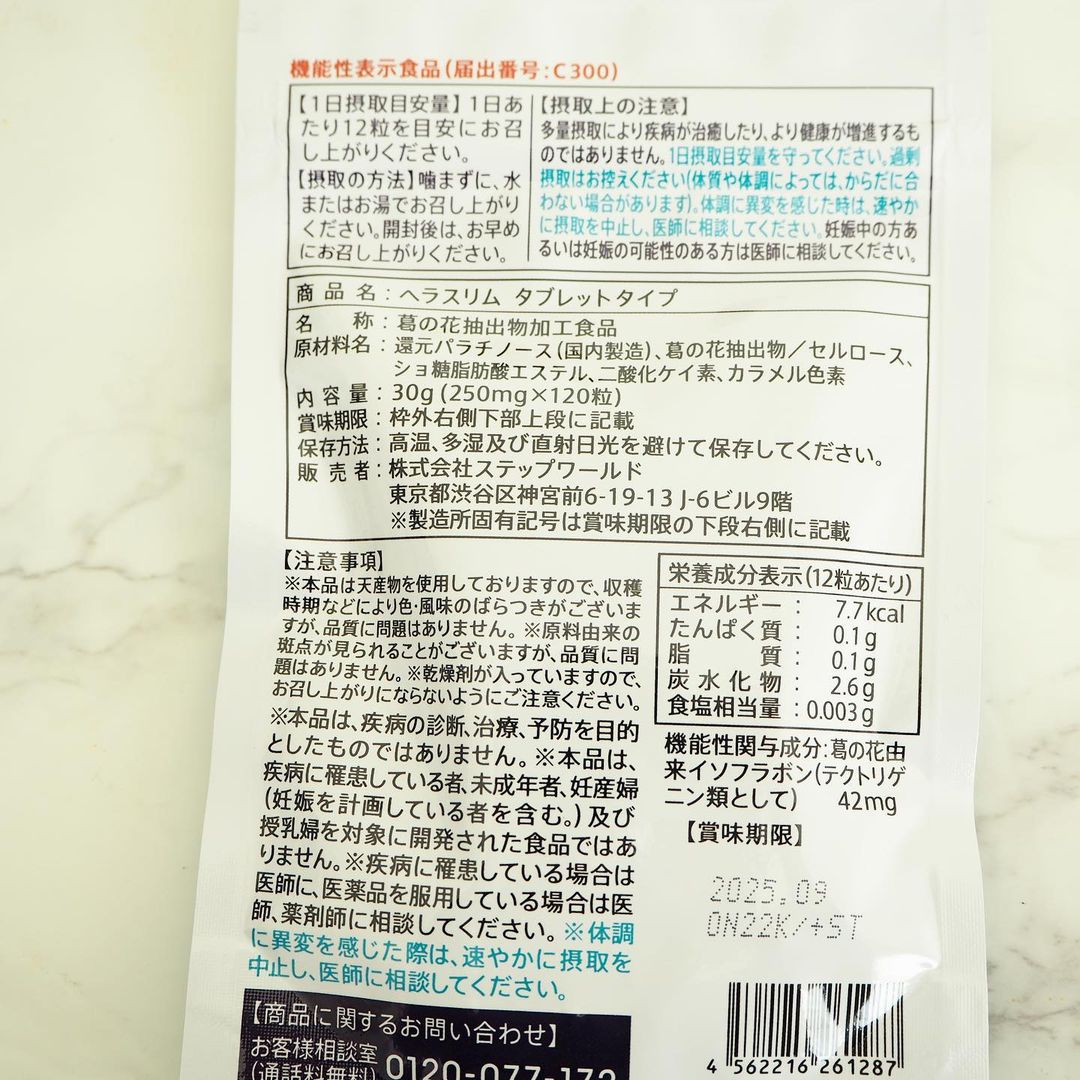 機能性表示食品(届出番号:C300)
【1日摂取目安量】1日あ
たり12粒を目安にお召
し上がりください。
【摂取の方法】噛まずに、水
またはお湯でお召し上がり
ください。開封後は、お早め
にお召し上がりください。
【摂取上の注意】
多量摂取により疾病が治癒したり、より健康が増進するも
のではありません。1日摂取目安量を守ってください。過剰
摂取はお控えください(体質や体調によっては、からだに合
わない場合があります)。体調に異変を感じた時は、速やか
に摂取を中止し、医師に相談してください。妊娠中の方あ
るいは妊娠の可能性のある方は医師に相談してください。
商品名:ヘラスリム タブレットタイプ
名称:葛の花抽出物加工食品
原材料名:還元パラチノース(国内製造)、葛の花抽出物/セルロース、
ショ糖脂肪酸エステル、二酸化ケイ素、カラメル色素
内容量:30g(250mg×120粒)
賞味期限:枠外右側下部上段に記載
保存方法:高温、多湿及び直射日光を避けて保存してください。
販売者:株式会社ステップワールド
東京都渋谷区神宮前6-19-13 J-6ビル9階
※製造所固有記号は賞味期限の下段右側に記載
【注意事項】
※本品は天産物を使用しておりますので、収穫
時期などにより色・風味のばらつきがございま
すが、品質に問題はありません。※原料由来の
斑点が見られることがございますが、品質に問
題はありません。※乾燥剤が入っていますので、
お召し上がりにならないようにご注意ください。
※本品は、疾病の診断、治療、予防を目的
としたものではありません。※本品は、
疾病に罹患している者、未成年者、妊産婦
(妊娠を計画している者を含む。)及び
授乳婦を対象に開発された食品ではあ
りません。※疾病に罹患している場合は
医師に、医薬品を服用している場合は医
師、薬剤師に相談してください。※体調
に異変を感じた際は、速やかに摂取を
中止し、医師に相談してください。
栄養成分表示(12粒あたり)
エネルギー: 7.7kcal
たんぱく質: 0.1g
脂質: 0.1g
炭水化物: 2.6g
食塩相当量:0.003g
機能性関与成分:葛の花由
来イソフラボン(テクトリゲ
ニン類として) 42mg
【賞味期限】
2025.09
ON22K/+ST
【商品に関するお問い合わせ】
お客様相談室
(通話料無料) 0120-077-172
4 562216 261287